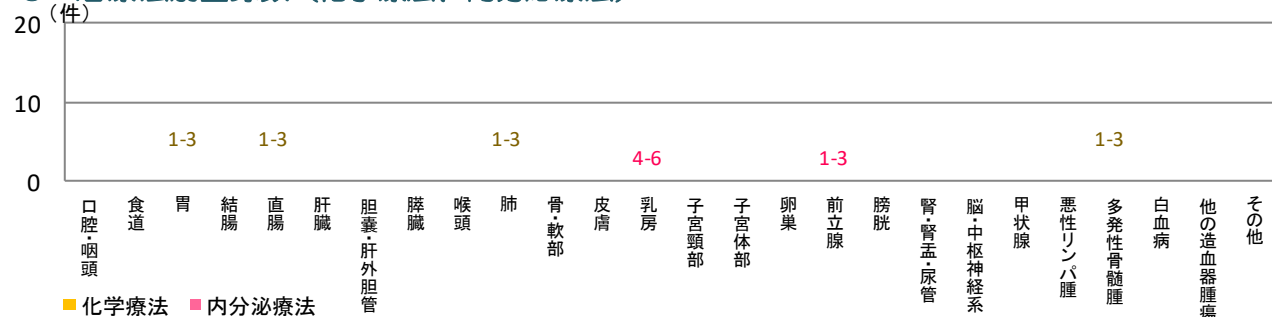 （件）
20
10
0
1-3
1-3
1-3
4-6
1-3
1-3
口腔・咽頭
食道
胃
結腸
直腸
肝臓
胆嚢・肝外胆管
膵臓
喉頭
肺
骨・軟部
皮膚
乳房
子宮頸部
子宮体部
卵巣
前立腺
膀胱
腎・腎盂・尿管
脳・中枢神経系
甲状腺
悪性リンパ腫
多発性骨髄腫
白血病
他の造血器腫瘍
その他
化学療法 内分泌療法